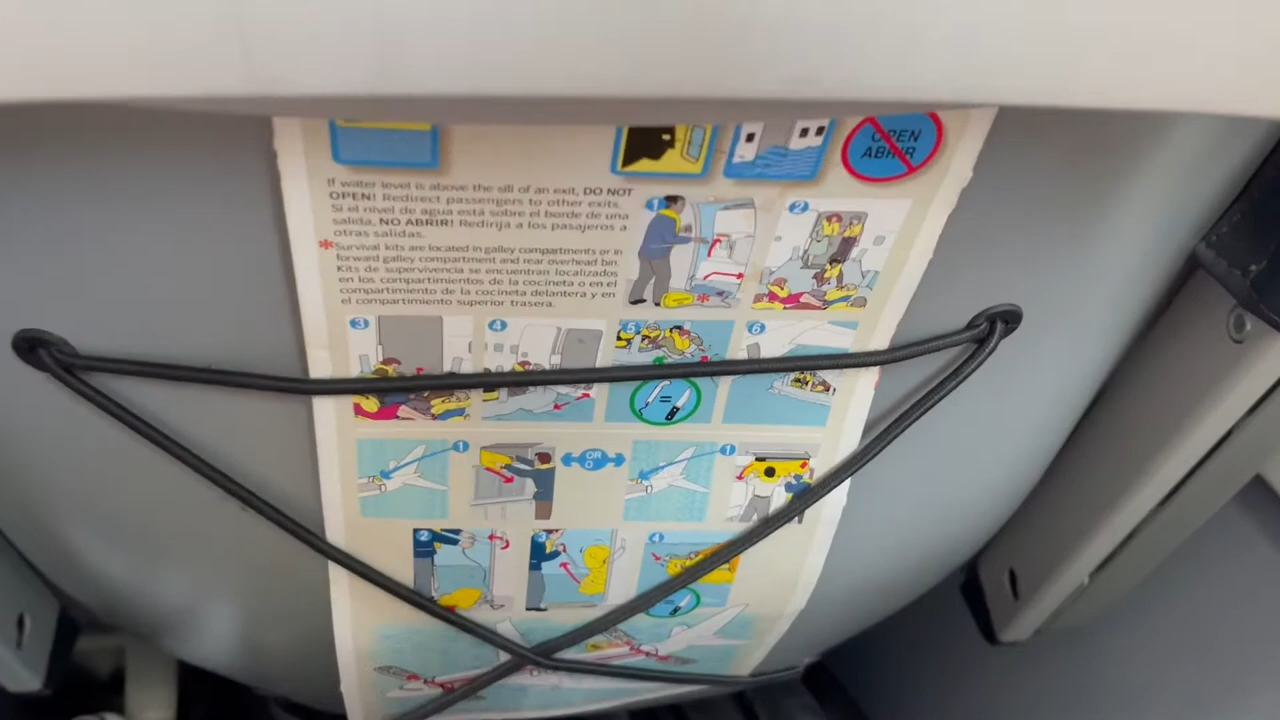 OPEN
ABRIR
If water level is above the sill of an exit, DO NOT
OPEN! Redirect passengers to other exits.
Si el nivel de agua está sobre el borde de una
salida, NO ABRIR! Redirija a los pasajeros a
otras salidas.
*Survival kits are located in galley compartments or in
forward galley compartment and rear overhead bin.
Kits de supervivencia se encuentran localizados
en los compartimientos de la cocineta o en el
compartimiento de la cocineta delantera y en
el compartimiento superior trasera.
1
*
2
3
4
5
=
6
1
OR
O
1
2
3
4
=